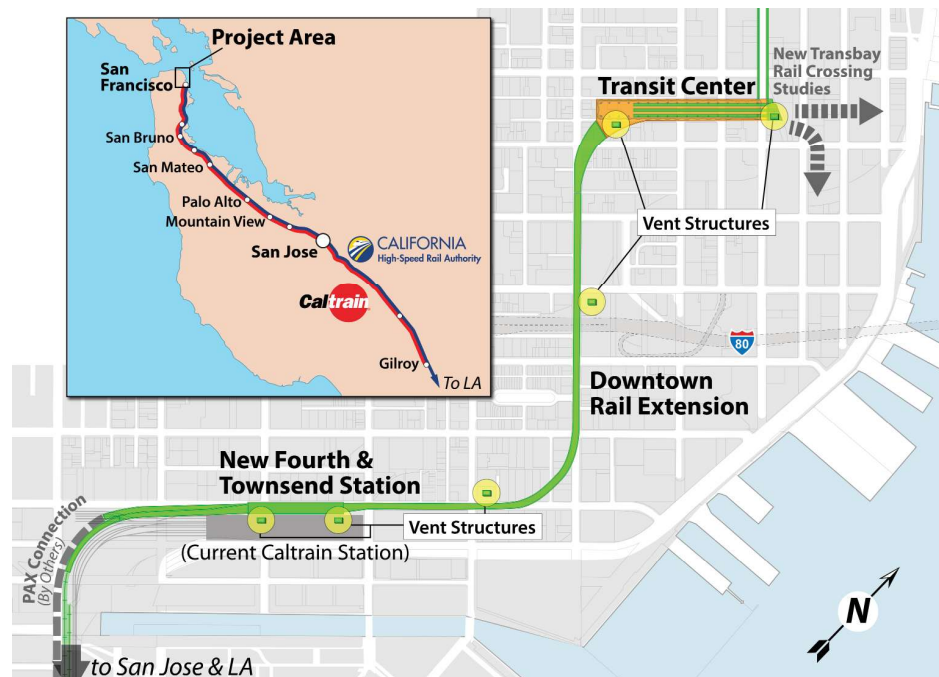 Project Area
San
Francisco
San Bruno
San Mateo
Palo Alto
Mountain View
San Jose
CALIFORNIA
High-Speed Rail Authority
Caltrain
Gilroy
To LA
Transit Center
New Transbay
Rail Crossing
Studies
Vent Structures
80
Downtown
Rail Extension
New Fourth &
Townsend Station
Vent Structures
(Current Caltrain Station)
PAX Connection
(By Others)
to San Jose & LA
N